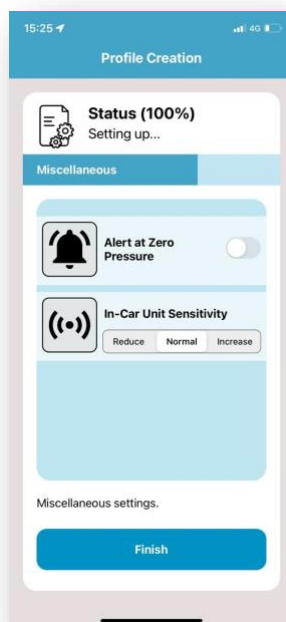 15:25
4G
Profile Creation
Status (100%)
Setting up...
Miscellaneous
Alert at Zero
Pressure
In-Car Unit Sensitivity
Reduce Normal Increase
Miscellaneous settings.
Finish